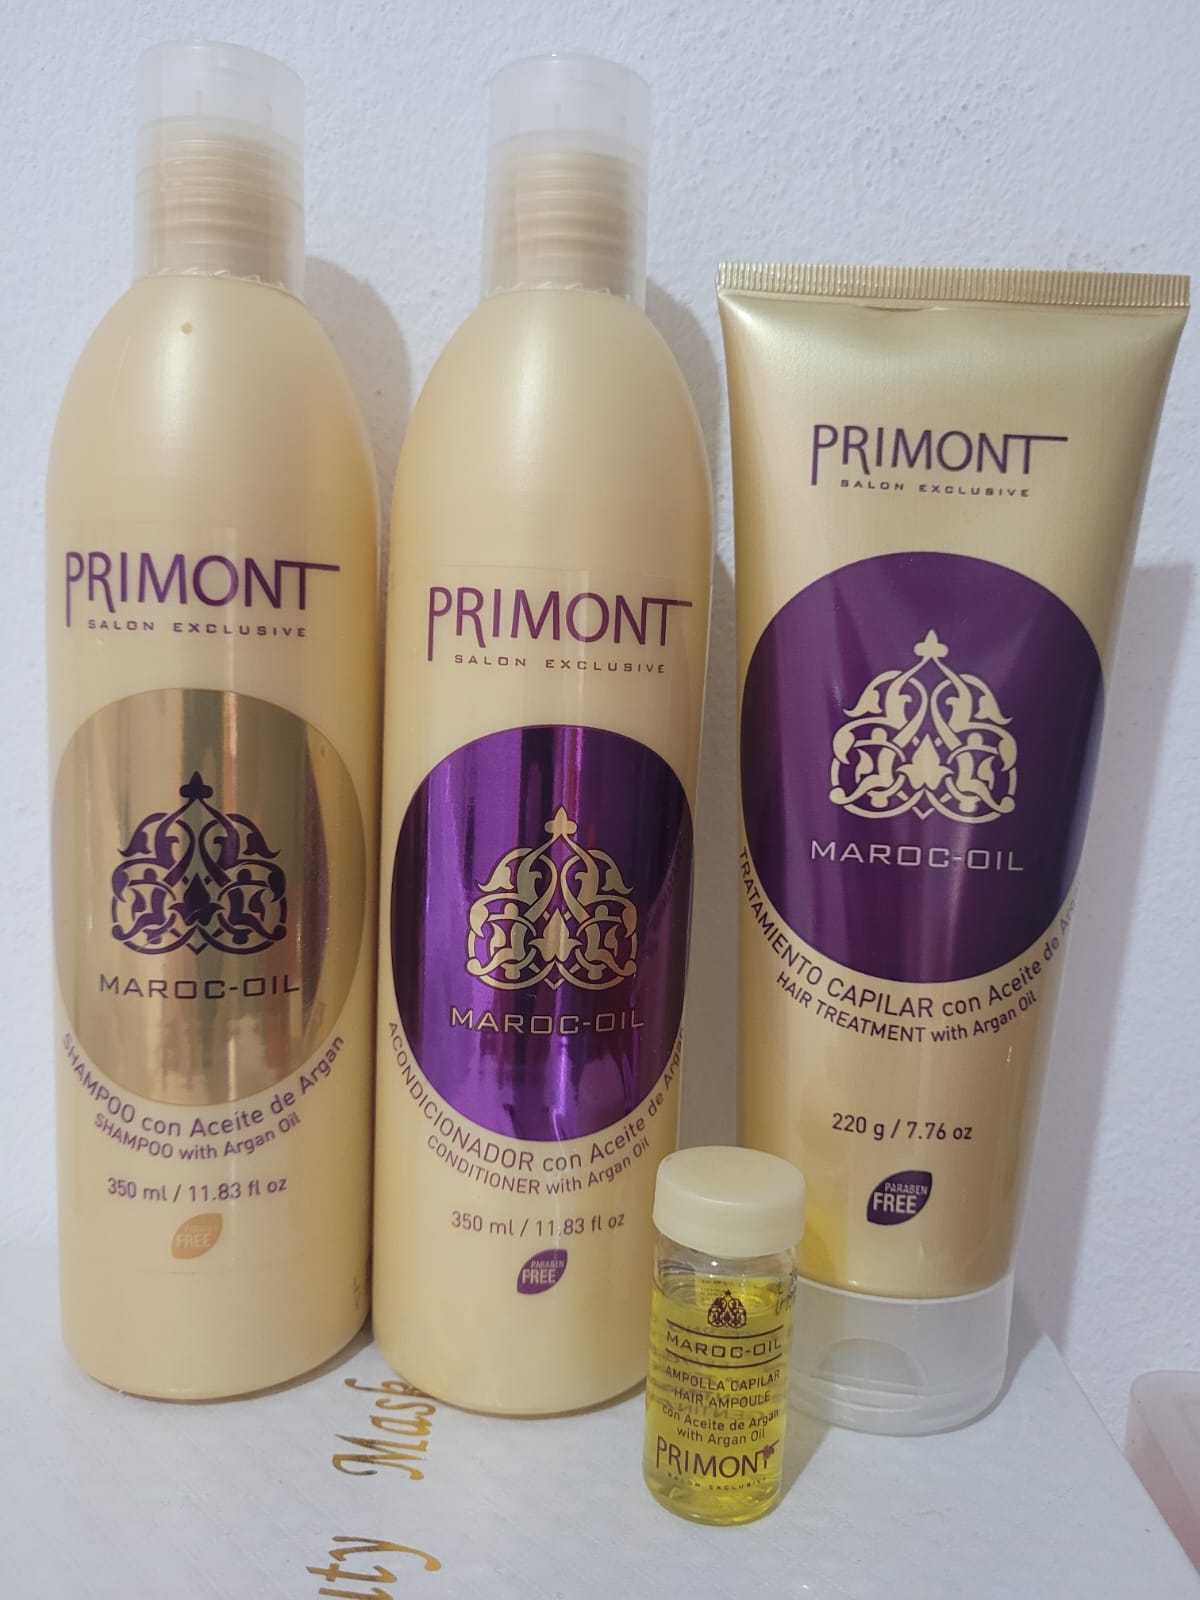 PRIMONT
SALON EXCLUSIVE
MAROC-OIL
SHAMPOO con Aceite de Argan
SHAMPOO with Argan Oil
350 ml / 11.83 fl oz
PARABEN
FREE
PRIMONT
SALON EXCLUSIVE
MAROC-OIL
ACONDICIONADOR con Aceite de Argan
CONDITIONER with Argan Oil
350 ml / 11.83 fl oz
PARABEN
FREE
PRIMONT
SALON EXCLUSIVE
MAROC-OIL
TRATAMIENTO CAPILAR con Aceite de
HAIR TREATMENT with Argan Oil
220 g / 7.76 oz
PARABEN
FREE
MAROC-OIL
AMPOLLA CAPILAR
HAIR AMPOULE
con Aceite de Argan
with Argan Oil
PRIMONT
SALON EXCLUSIVE
Mask